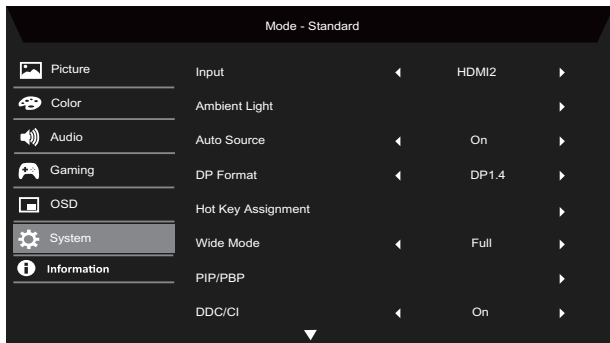 Mode - Standard
Picture
Color
Audio
Gaming
OSD
System
Information
Input HDMI2
Ambient Light
Auto Source On
DP Format DP1.4
Hot Key Assignment
Wide Mode Full
PIP/PBP
DDC/CI On